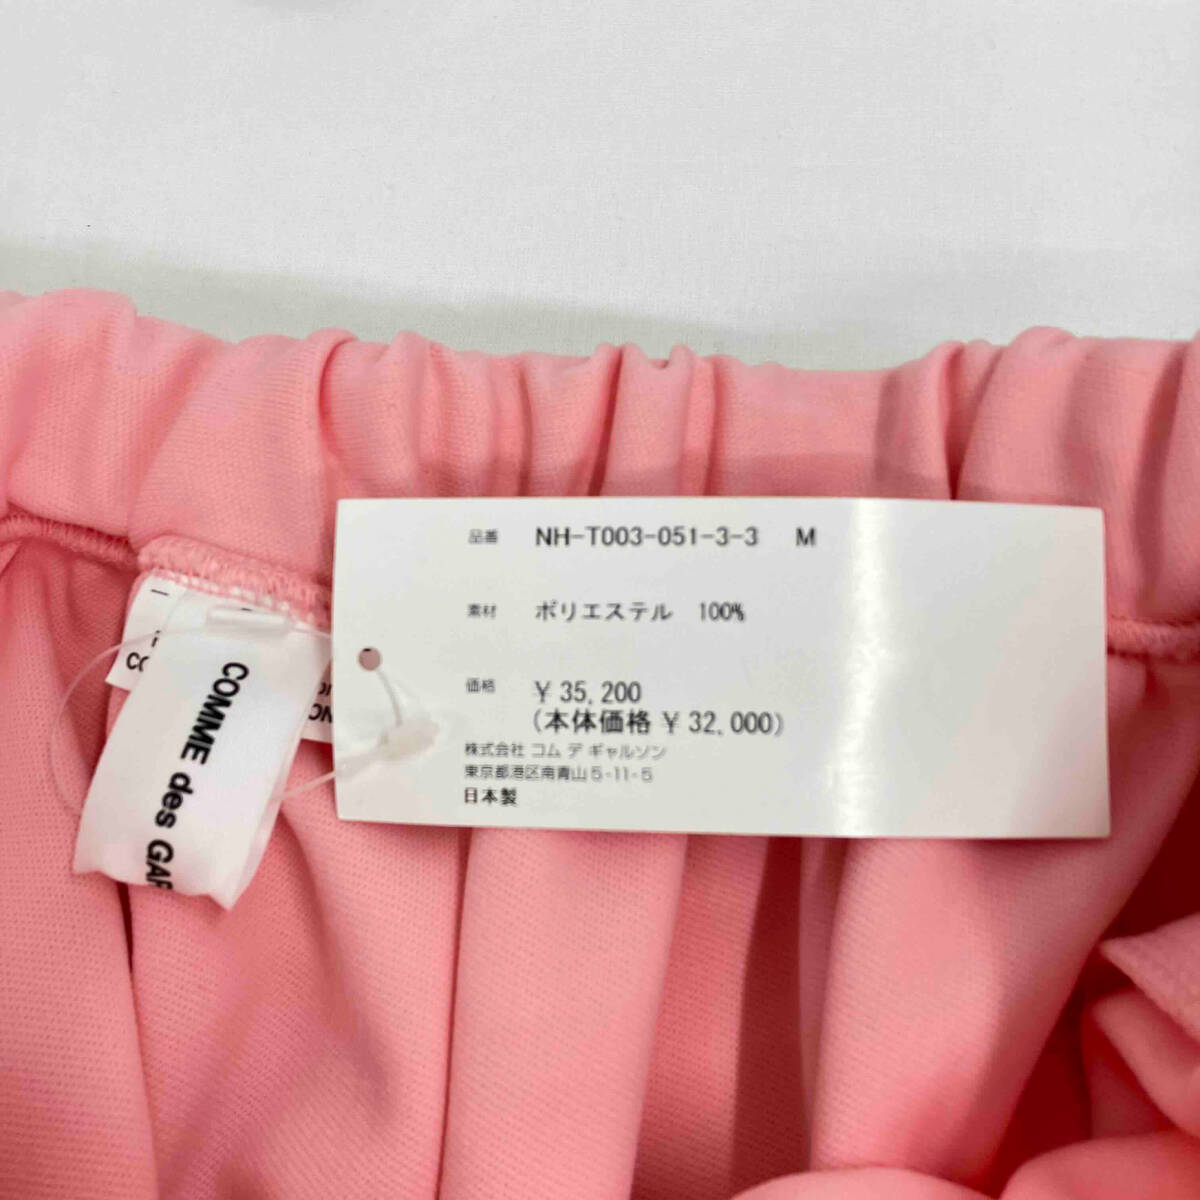 品番 NH-T003-051-3-3 M
素材 ポリエステル 100%
価格 ¥ 35,200
(本体価格 ¥ 32,000)
株式会社 コム デ ギャルソン
東京都港区南青山 5-11-5
日本製
COMME des GAR